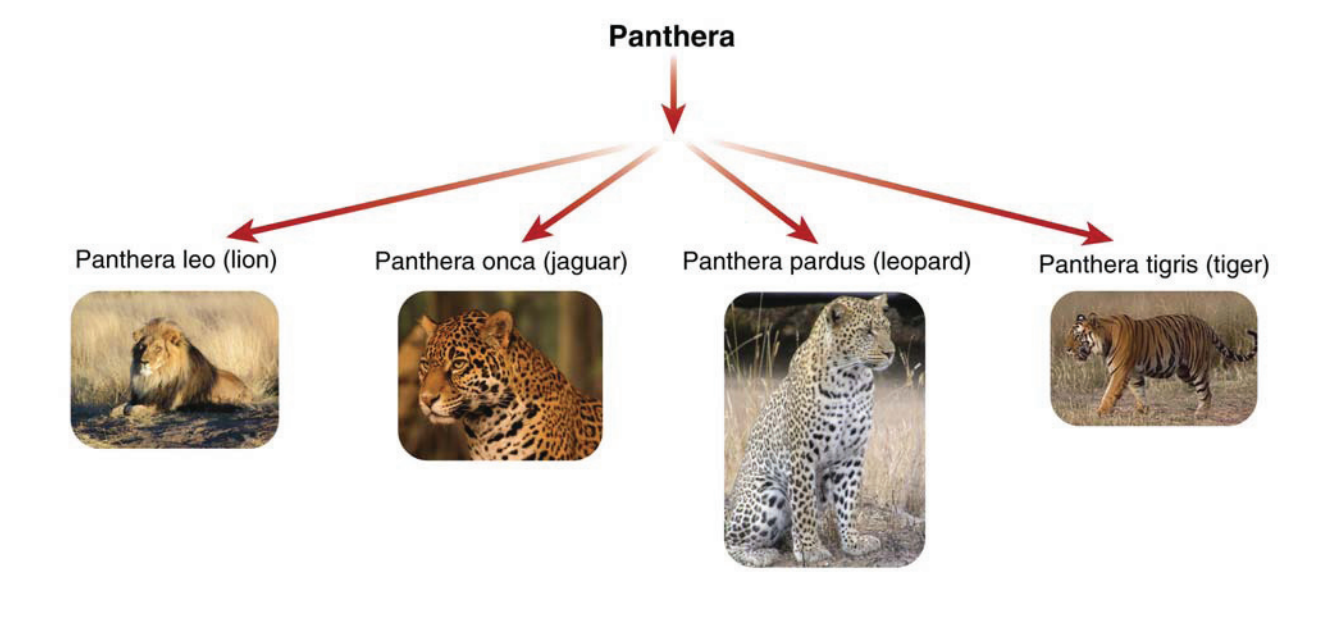 Panthera
Panthera leo (lion)
Panthera onca (jaguar)
Panthera pardus (leopard)
Panthera tigris (tiger)